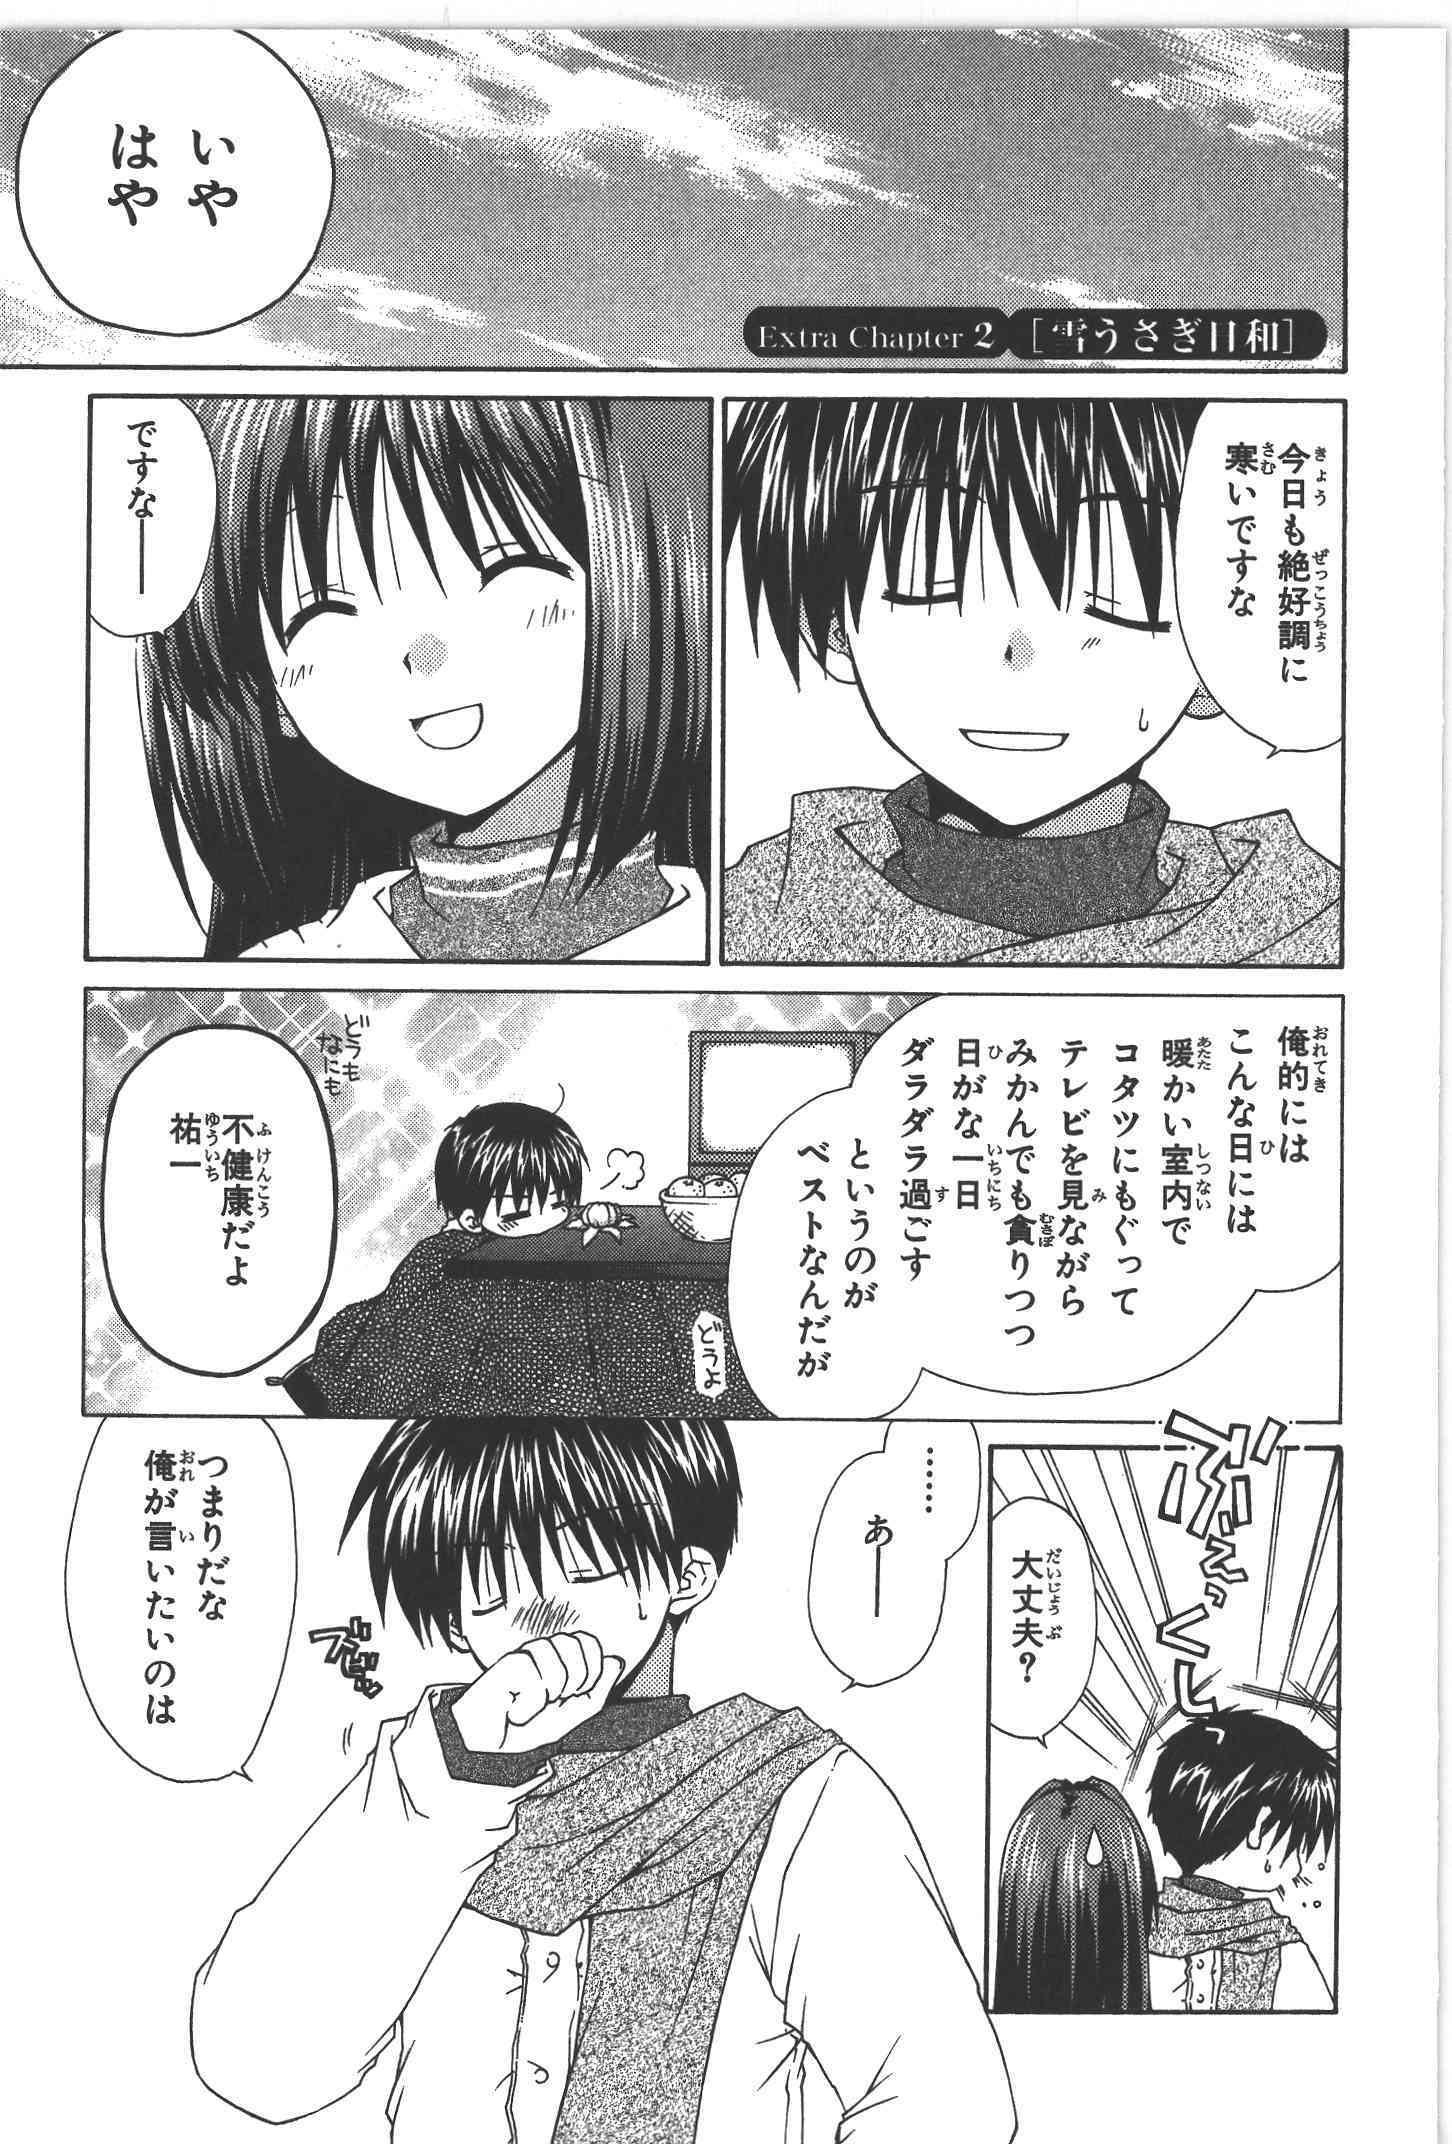 いや
はや
Extra Chapter 2 [雪うさぎ日和]
今日も絶好調に
寒いですな
ですなー
俺的には
こんな日には
暖かい室内で
コタツにもぐって
テレビを見ながら
みかんでも貪りつつ
日がな一日
ダラダラ過ごす
というのが
ベストなんだが
どうよ
どうも
なにも
不健康だよ
祐一
大丈夫?
……
あー
つまりだな
俺が言いたいのは